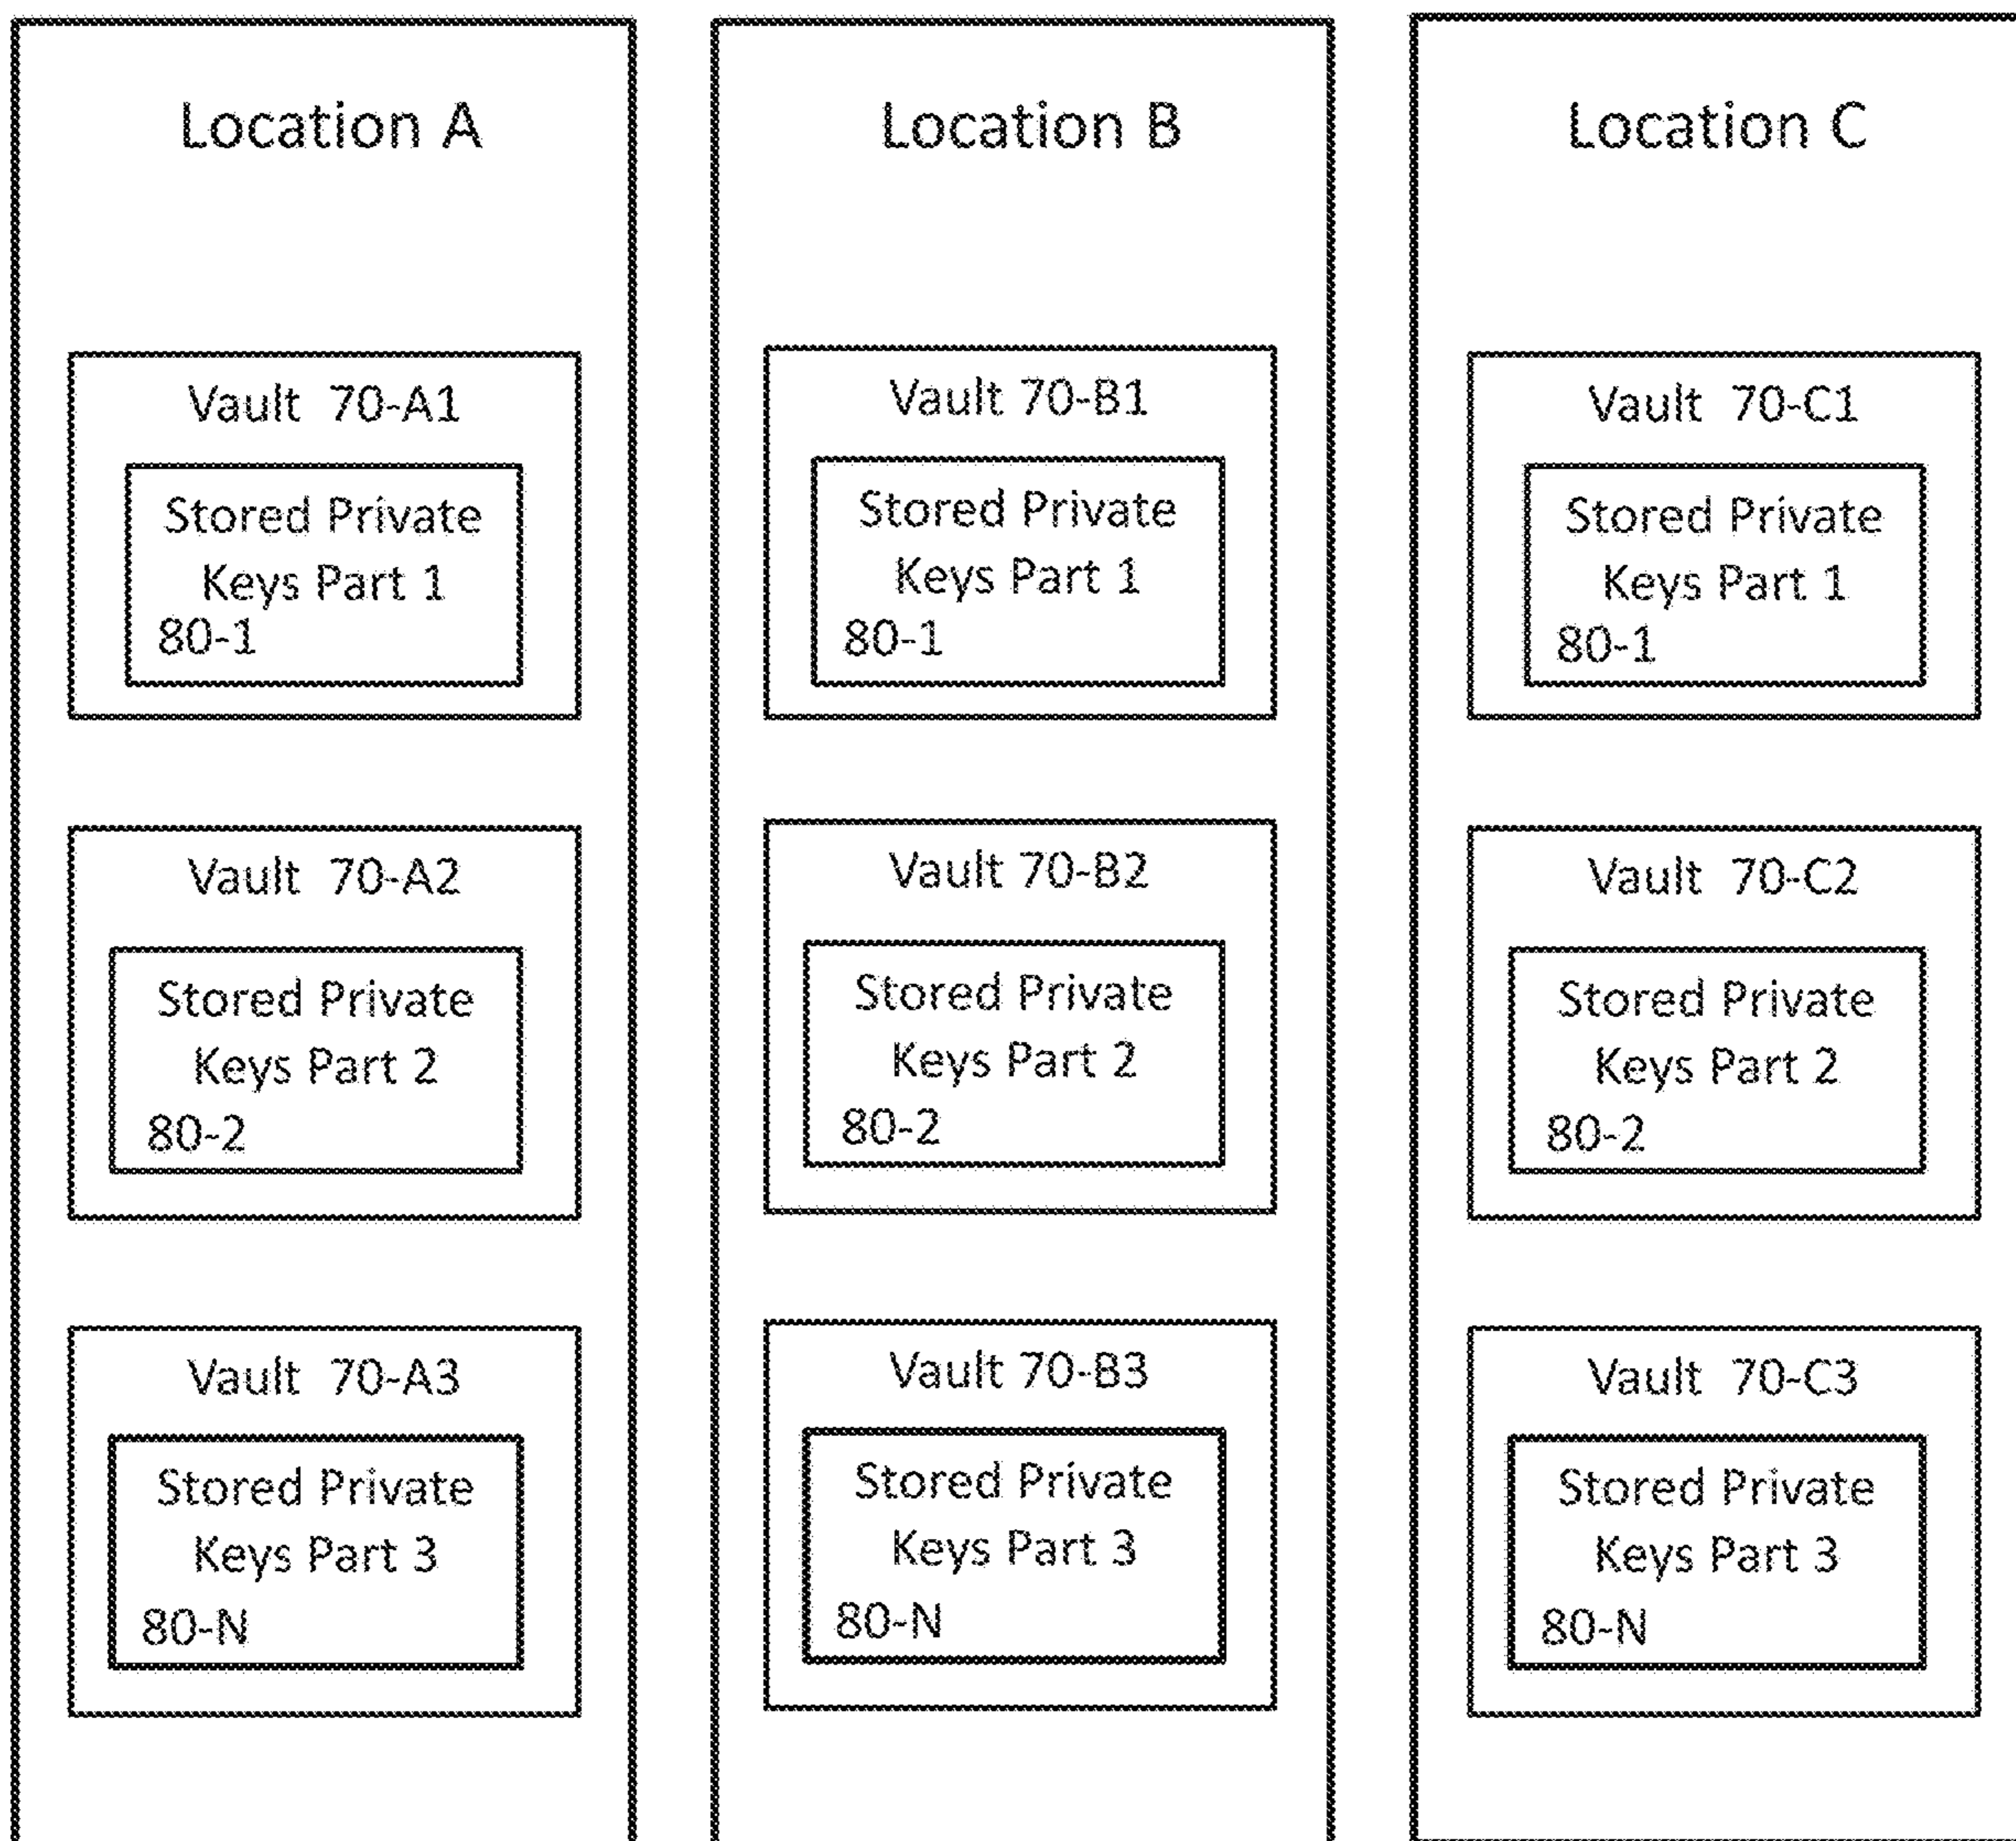 Location A
Vault 70-A1
Stored Private
Keys Part 1
80-1
Vault 70-A2
Stored Private
Keys Part 2
80-2
Vault 70-A3
Stored Private
Keys Part 3
80-N
Location B
Vault 70-B1
Stored Private
Keys Part 1
80-1
Vault 70-B2
Stored Private
Keys Part 2
80-2
Vault 70-B3
Stored Private
Keys Part 3
80-N
Location C
Vault 70-C1
Stored Private
Keys Part 1
80-1
Vault 70-C2
Stored Private
Keys Part 2
80-2
Vault 70-C3
Stored Private
Keys Part 3
80-N